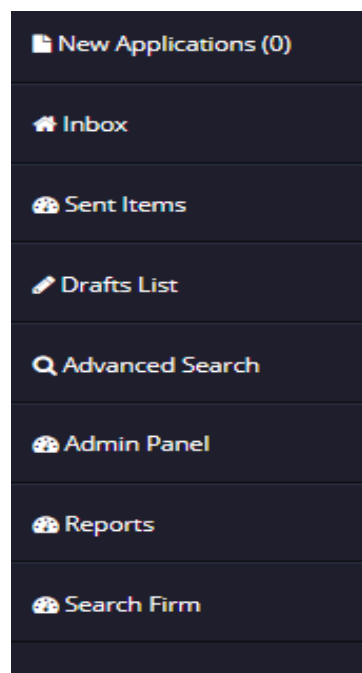 New Applications (0)
Inbox
Sent Items
Drafts List
Advanced Search
Admin Panel
Reports
Search Firm